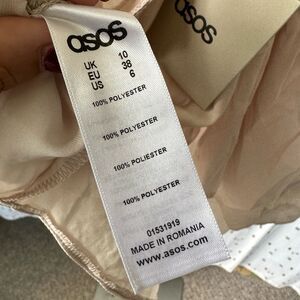 asos
UK 10
EU 38
US 6
100% POLYESTER
100% POLYESTER
100% POLIESTER
100% POLYESTER
01531919
MADE IN ROMANIA
www.asos.com
asos